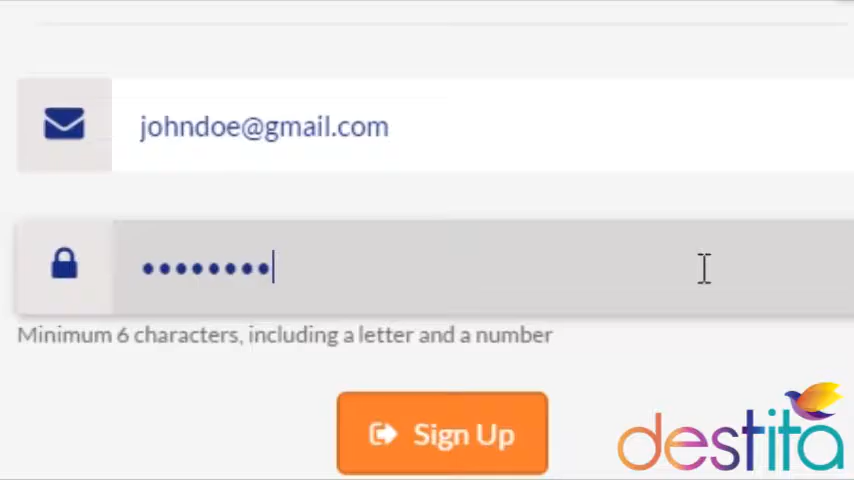 johndoe@gmail.com
••••••••
Minimum 6 characters, including a letter and a number
Sign Up
destita